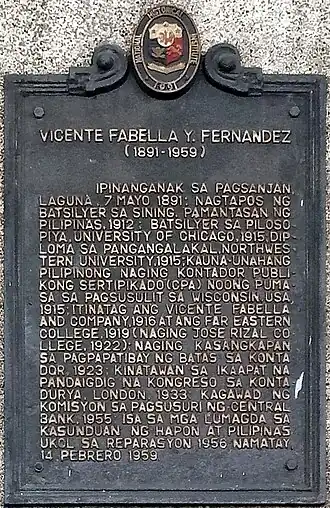 1991
VICENTE FABELLA Y. FERNANDEZ
(1891-1959)
IPINANGANAK SA PAGSANJAN,
LAGUNA, 7 MAYO 1891; NAGTAPOS NG
BATSILYER SA SINING, PAMANTASAN NG
PILIPINAS, 1912; BATSILYER SA PILOSO
PIYA, UNIVERSITY OF CHICAGO, 1915; DIP-
LOMA SA PANGANGALAKAL, NORTHWES-
TERN UNIVERSITY, 1915; KAUNA-UNAHANG
PILIPINONG NAGING KONTADOR PUBLI
KONG SERTIPIKADO (CPA) NOONG PUMA
SA SA PAGSUSULIT SA WISCONSIN, USA,
1915; ITINATAG ANG VICENTE FABELLA
AND COMPANY, 1916 AT ANG FAR EASTERN
COLLEGE 1919 (NAGING JOSE RIZAL CO
LLEGE, 1922); NAGING KASANGKAPAN
SA PAGPAPATIBAY NG BATAS SA KONTA
DOR, 1923; KINATAWAN SA IKAAPAT NA
PANDAIGDIG NA KONGRESO SA KONTA
DURYA, LONDON, 1933; KAGAWAD NG
KOMISYON SA PAGSUSURI NG CENTRAL
BANK, 1955; ISA SA MGA LUMAGDA SA
KASUNDUAN NG HAPON AT PILIPINAS
UKOL SA REPARASYON 1956. NAMATAY,
14 PEBRERO 1959.